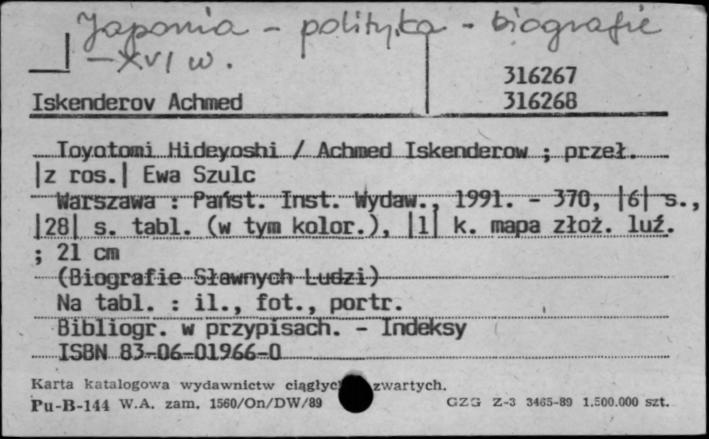 Japonia - polityka - biografie
- XVI w.
316267
Iskenderov Achmed 316268
Toyotomi Hideyoshi / Achmed Iskenderow ; przeł.
|z ros.| Ewa Szulc
Warszawa : Państ. Inst. Wydaw., 1991. - 370, |6| s.,
|28| s. tabl. (w tym kolor.), |1| k. mapa złoż. luź.
; 21 cm
(Biografie Sławnych Ludzi)
Na tabl. : il., fot., portr.
Bibliogr. w przypisach. - Indeksy
ISBN 83-06-01966-0
Karta katalogowa wydawnictw ciągłyc zwartych.
Pu-B-144 W.A. zam. 1560/On/DW/89 GZG Z-3 3465-89 1.500.000 szt.